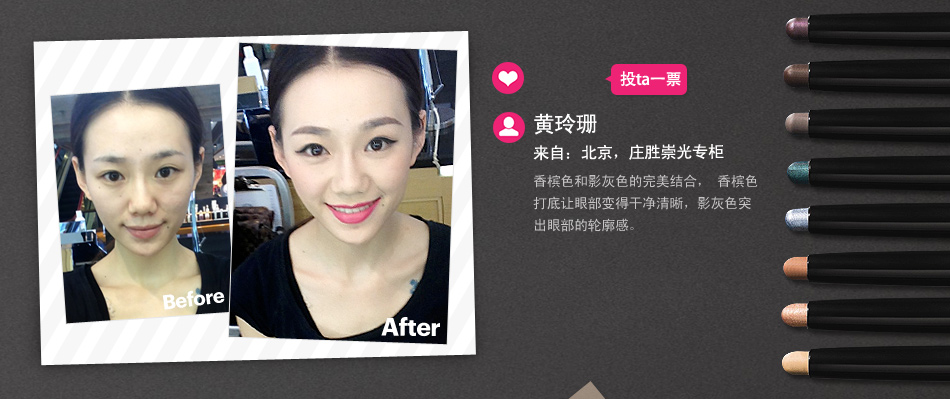 投ta一票
黄玲珊
来自：北京，庄胜崇光专柜
香槟色和影灰色的完美结合， 香槟色
打底让眼部变得干净清晰，影灰色突
出眼部的轮廓感。
Before
After